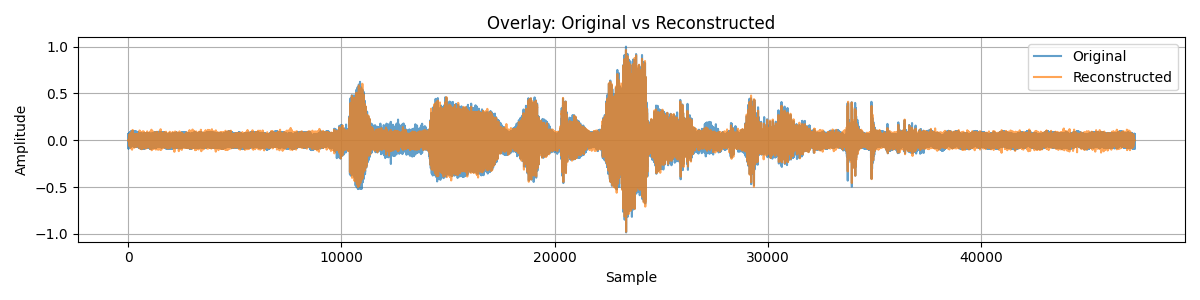 Overlay: Original vs Reconstructed
Amplitude
1.0
0.5
0.0
−0.5
−1.0
Original
Reconstructed
0
10000
20000
30000
40000
Sample